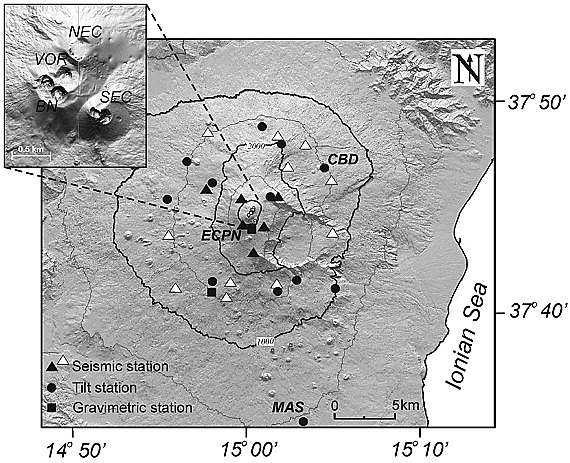 NEC
VOR
BN
SEC
0.5 km
N
37° 50'
2000
CBD
ECPN
37° 40'
1000
Ionian Sea
Seismic station
Tilt station
Gravimetric station
MAS
0 5km
14° 50' 15° 00' 15° 10'